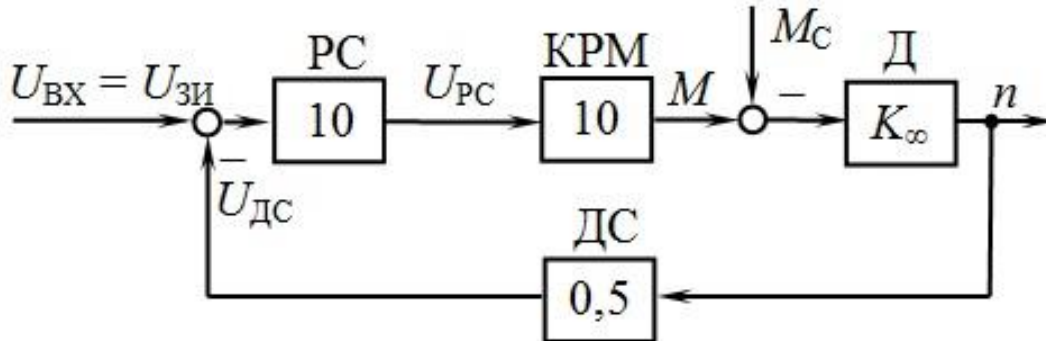 РС
КРМ
M_С
Д
U_ВХ = U_ЗИ
10
U_РС
10
M
−
K_∞
n
−
U_ДС
ДС
0,5